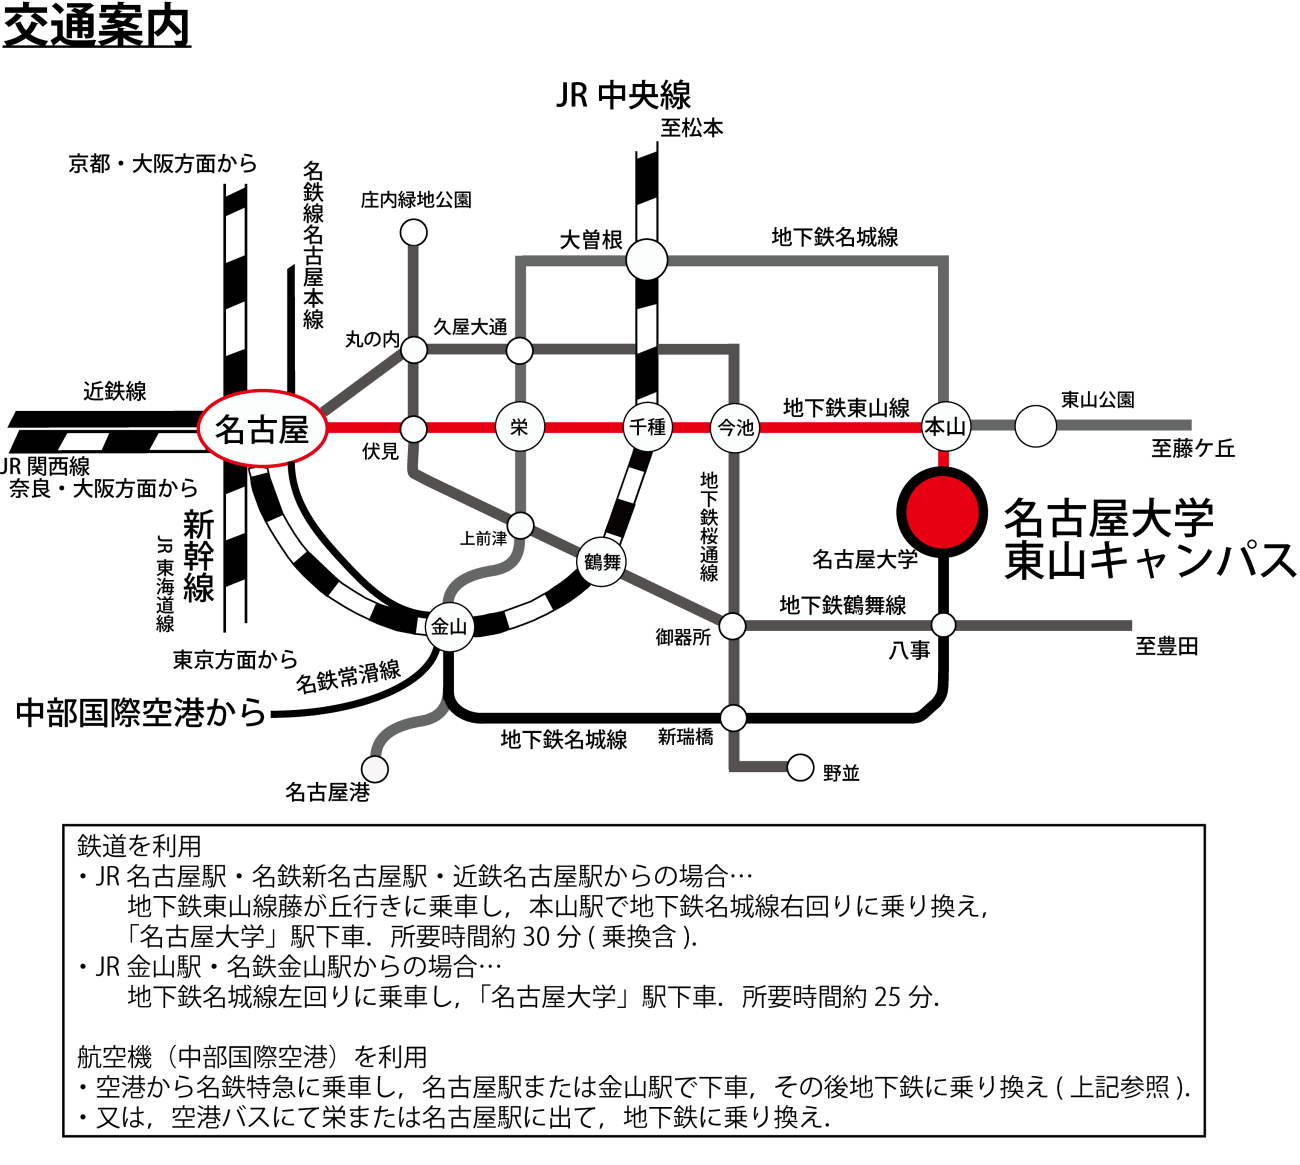 交通案内
JR 中央線
至松本
京都・大阪方面から
名鉄線名古屋本線
庄内緑地公園
大曽根
地下鉄名城線
丸の内
久屋大通
近鉄線
名古屋
伏見
栄
千種
今池
地下鉄東山線
本山
東山公園
至藤ケ丘
JR 関西線
奈良・大阪方面から
新幹線
JR 東海道線
上前津
鶴舞
地下鉄桜通線
名古屋大学
名古屋大学
東山キャンパス
金山
御器所
地下鉄鶴舞線
八事
至豊田
東京方面から
名鉄常滑線
中部国際空港から
地下鉄名城線
新瑞橋
野並
名古屋港
鉄道を利用
・JR 名古屋駅・名鉄新名古屋駅・近鉄名古屋駅からの場合…
地下鉄東山線藤が丘行きに乗車し，本山駅で地下鉄名城線右回りに乗り換え，
「名古屋大学」駅下車．所要時間約 30 分 ( 乗換含 )．
・JR 金山駅・名鉄金山駅からの場合…
地下鉄名城線左回りに乗車し，「名古屋大学」駅下車．所要時間約 25 分．
航空機（中部国際空港）を利用
・空港から名鉄特急に乗車し，名古屋駅または金山駅で下車，その後地下鉄に乗り換え ( 上記参照 )．
・又は，空港バスにて栄または名古屋駅に出て，地下鉄に乗り換え．